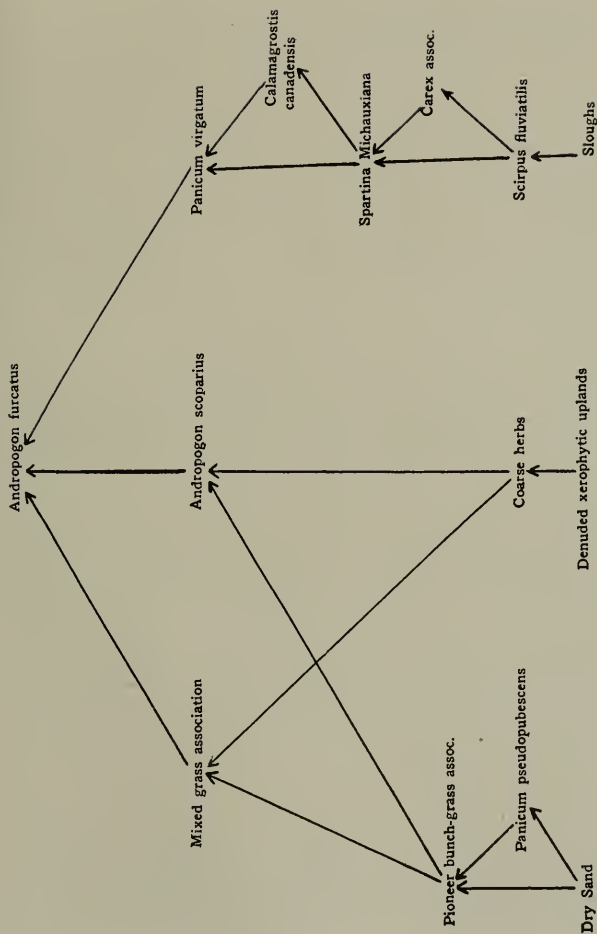 Andropogon furcatus
Mixed grass association
Andropogon scoparius
Panicum virgatum
Calamagrostis
canadensis
Pioneer bunch-grass assoc.
Spartina Michauxiana
Carex assoc.
Panicum pseudopubescens
Coarse herbs
Scirpus fluviatilis
Dry Sand
Denuded xerophytic uplands
Sloughs